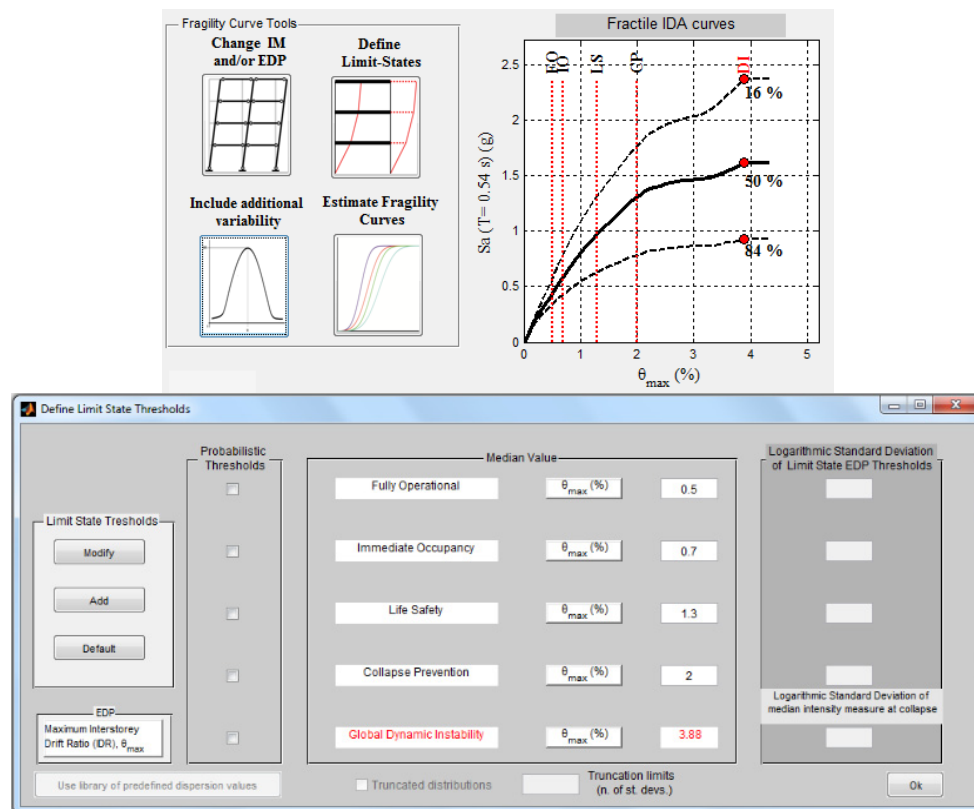 Fragility Curve Tools
Change IM
and/or EDP
Define
Limit-States
Include additional
variability
Estimate Fragility
Curves
Fractile IDA curves
FO
IO
LS
CP
DI
16 %
50 %
84 %
2.5
2
1.5
1
0.5
0
Sa (T= 0.54 s) (g)
0 1 2 3 4 5
θmax (%)
Define Limit State Thresholds
Limit State Tresholds
Modify
Add
Default
EDP
Maximum Interstorey
Drift Ratio (IDR), θmax
Use library of predefined dispersion values
Probabilistic
Thresholds
Median Value
Fully Operational θmax(%) 0.5
Immediate Occupancy θmax(%) 0.7
Life Safety θmax(%) 1.3
Collapse Prevention θmax(%) 2
Global Dynamic Instability θmax(%) 3.88
Truncated distributions
Truncation limits
(n. of st. devs.)
Logarithmic Standard Deviation
of Limit State EDP Thresholds
Logarithmic Standard Deviation of
median intensity measure at collapse
Ok